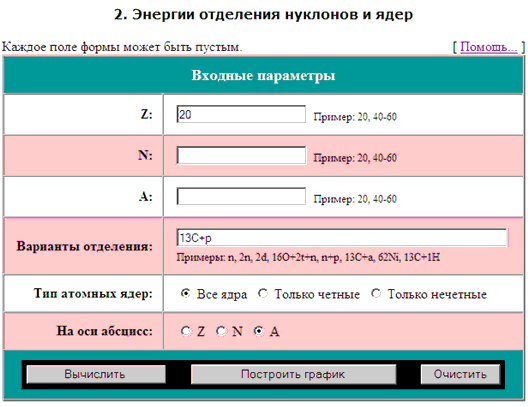 2. Энергии отделения нуклонов и ядер
Каждое поле формы может быть пустым. [ Помощь... ]
Входные параметры
Z: 20 Пример: 20, 40-60
N: Пример: 20, 40-60
A: Пример: 20, 40-60
Варианты отделения: 13C+p
Примеры: n, 2n, 2d, 16O+2t+n, n+p, 13C+a, 62Ni, 13C+1H
Тип атомных ядер: Все ядра Только четные Только нечетные
На оси абсцисс: Z N A
Вычислить Построить график Очистить